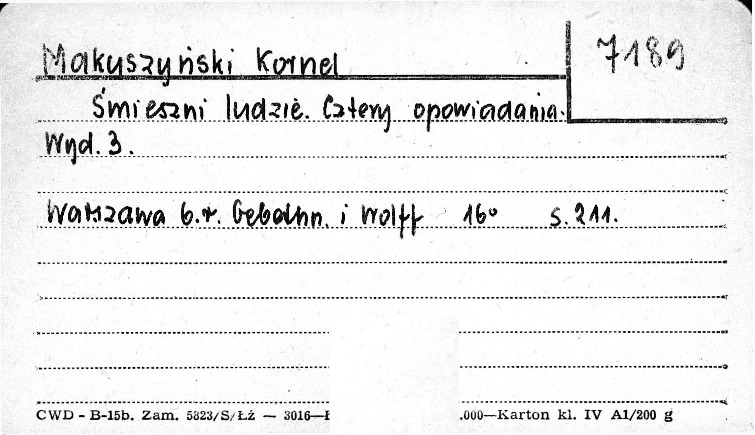 Makuszyński Kornel
7189
Śmieszni ludzie. Cztery opowiadania.
Wyd. 3.
Warszawa b.r. Gebethn. i Wolff 16° s. 211.
CWD - B-15b. Zam. 5823/S/Łż — 3016— .000—Karton kl. IV A1/200 g